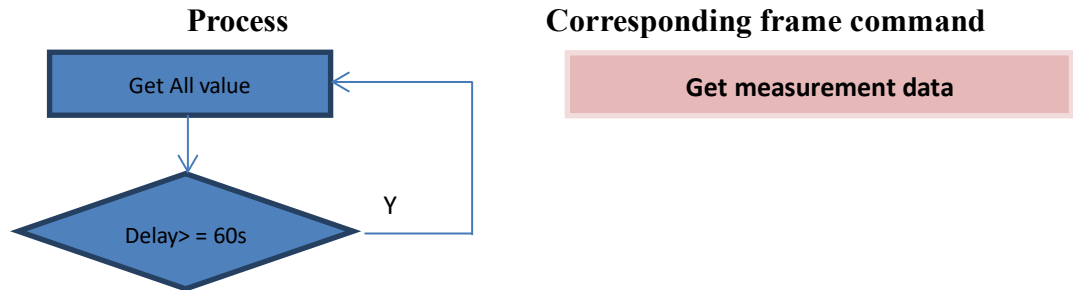 Process
Corresponding frame command
Get All value
Get measurement data
Y
Delay> = 60s